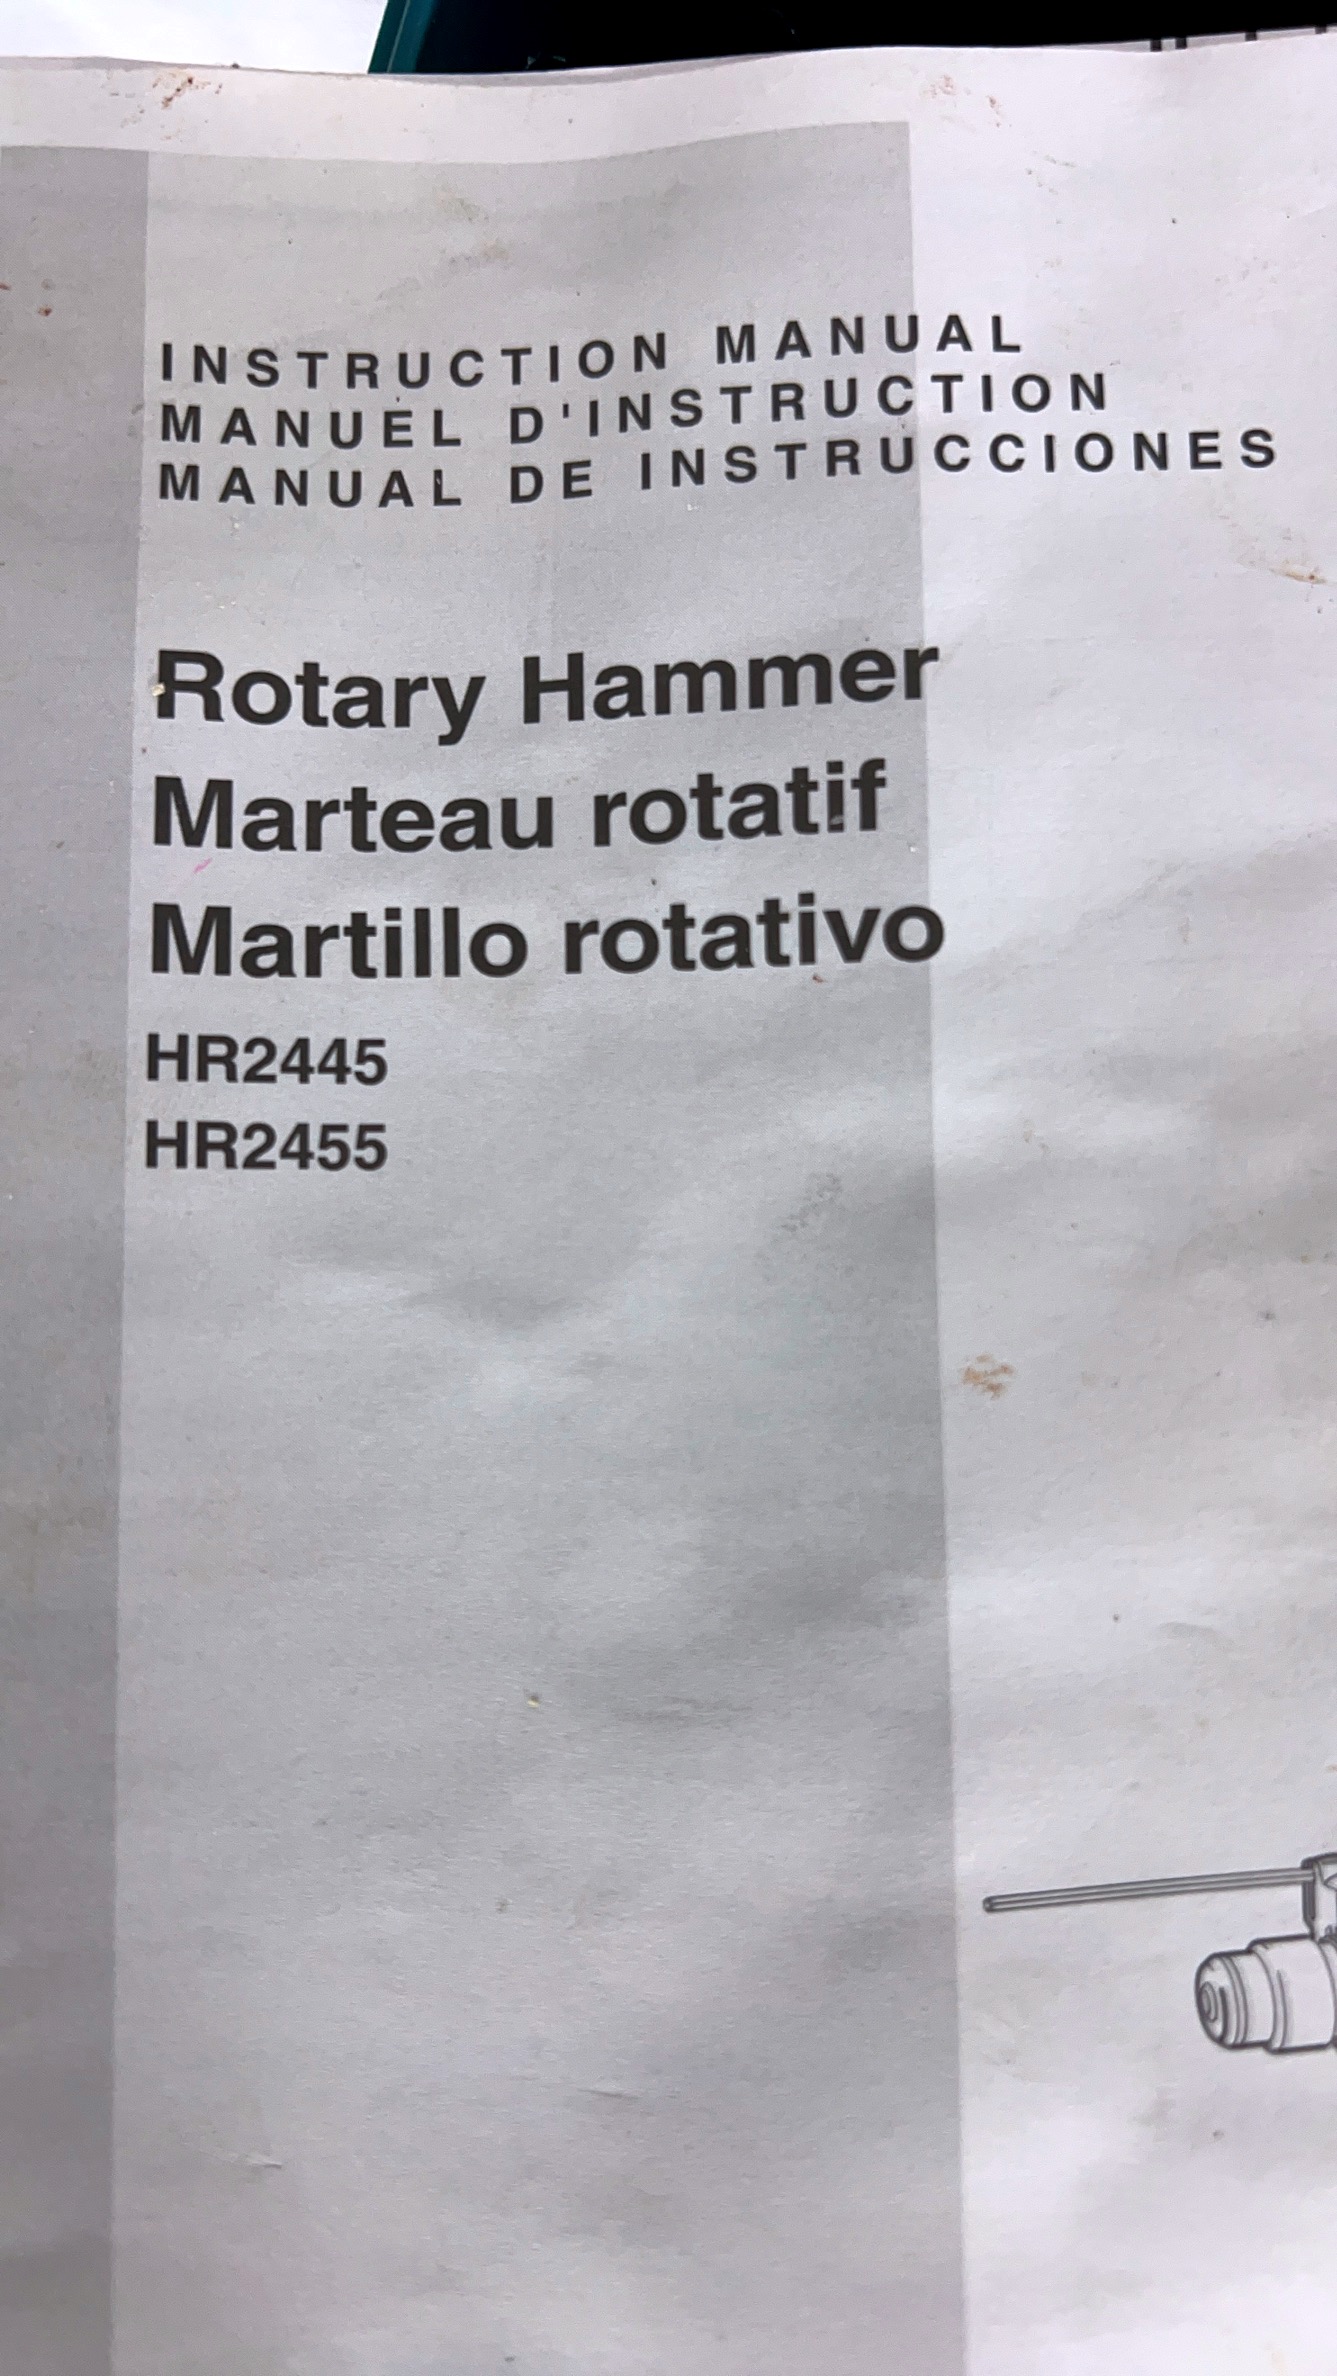 INSTRUCTION MANUAL
MANUEL D'INSTRUCTION
MANUAL DE INSTRUCCIONES
Rotary Hammer
Marteau rotatif
Martillo rotativo
HR2445
HR2455